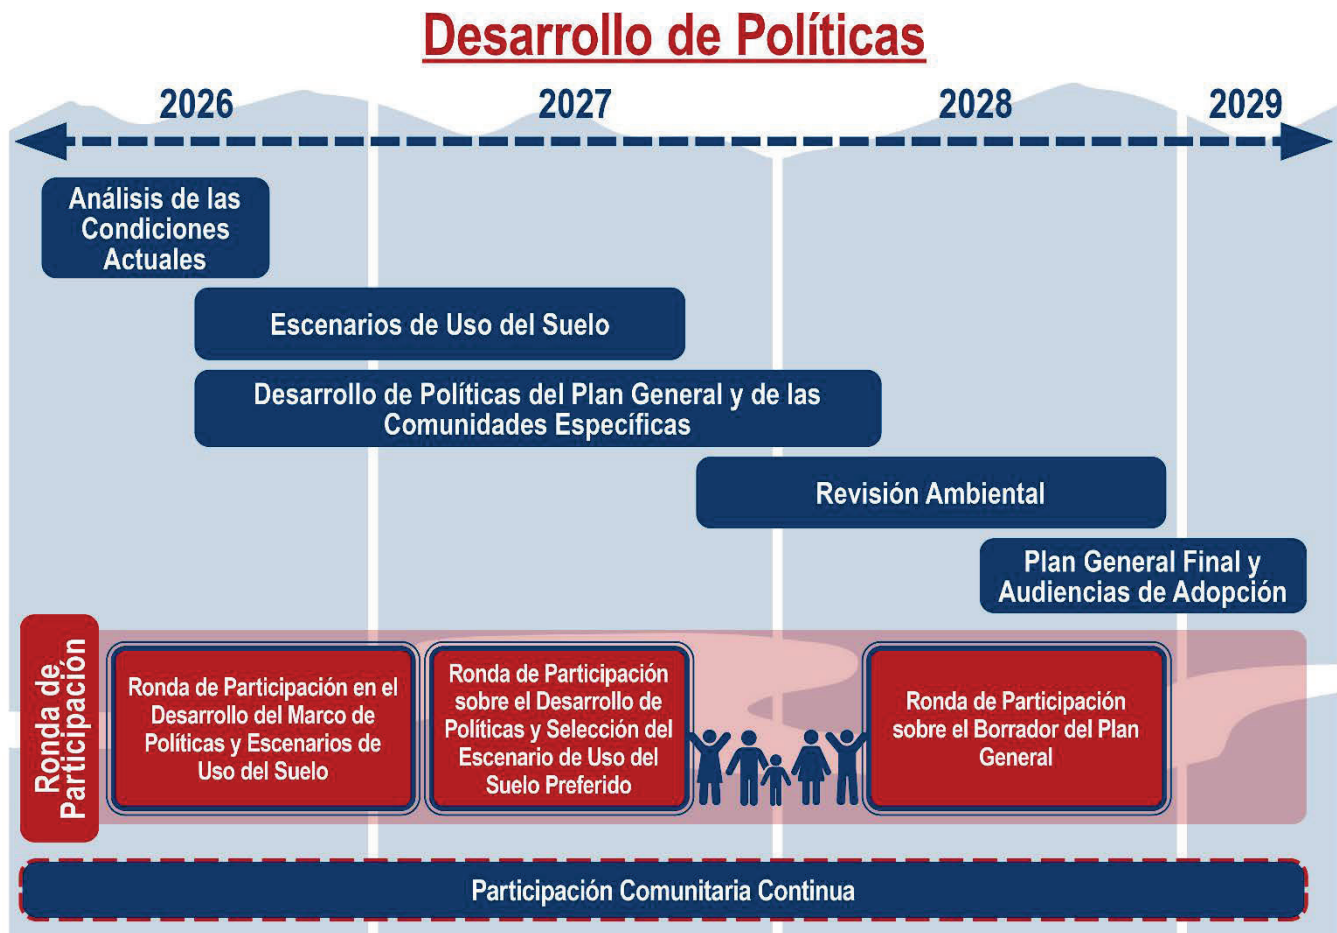 Desarrollo de Políticas
2026
2027
2028
2029
Análisis de las
Condiciones
Actuales
Escenarios de Uso del Suelo
Desarrollo de Políticas del Plan General y de las
Comunidades Específicas
Revisión Ambiental
Plan General Final y
Audiencias de Adopción
Ronda de
Participación
Ronda de Participación en el
Desarrollo del Marco de
Políticas y Escenarios de
Uso del Suelo
Ronda de Participación
sobre el Desarrollo de
Políticas y Selección del
Escenario de Uso del
Suelo Preferido
Ronda de Participación
sobre el Borrador del Plan
General
Participación Comunitaria Continua